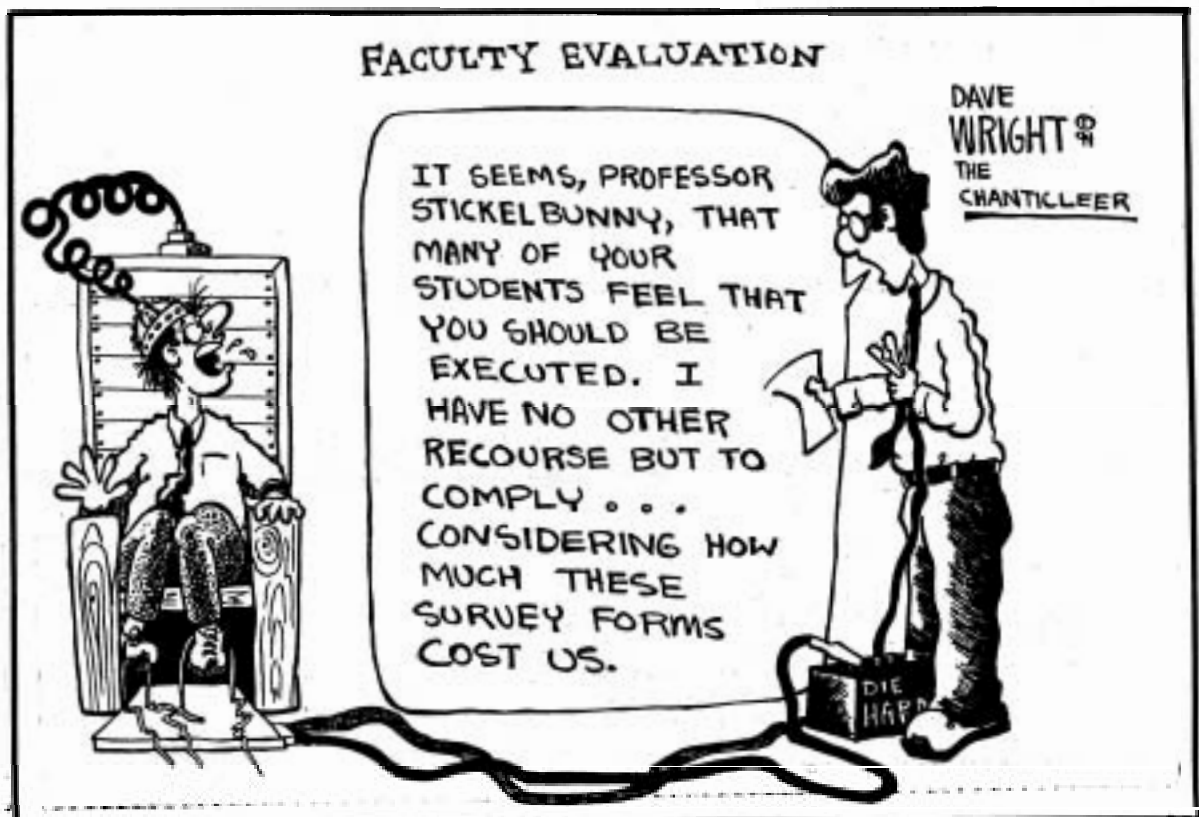 FACULTY EVALUATION
DAVE
WRIGHT ©
THE
CHANTICLEER
IT SEEMS, PROFESSOR
STICKELBUNNY, THAT
MANY OF YOUR
STUDENTS FEEL THAT
YOU SHOULD BE
EXECUTED. I
HAVE NO OTHER
RECOURSE BUT TO
COMPLY . . .
CONSIDERING HOW
MUCH THESE
SURVEY FORMS
COST US.
DIE
HARD